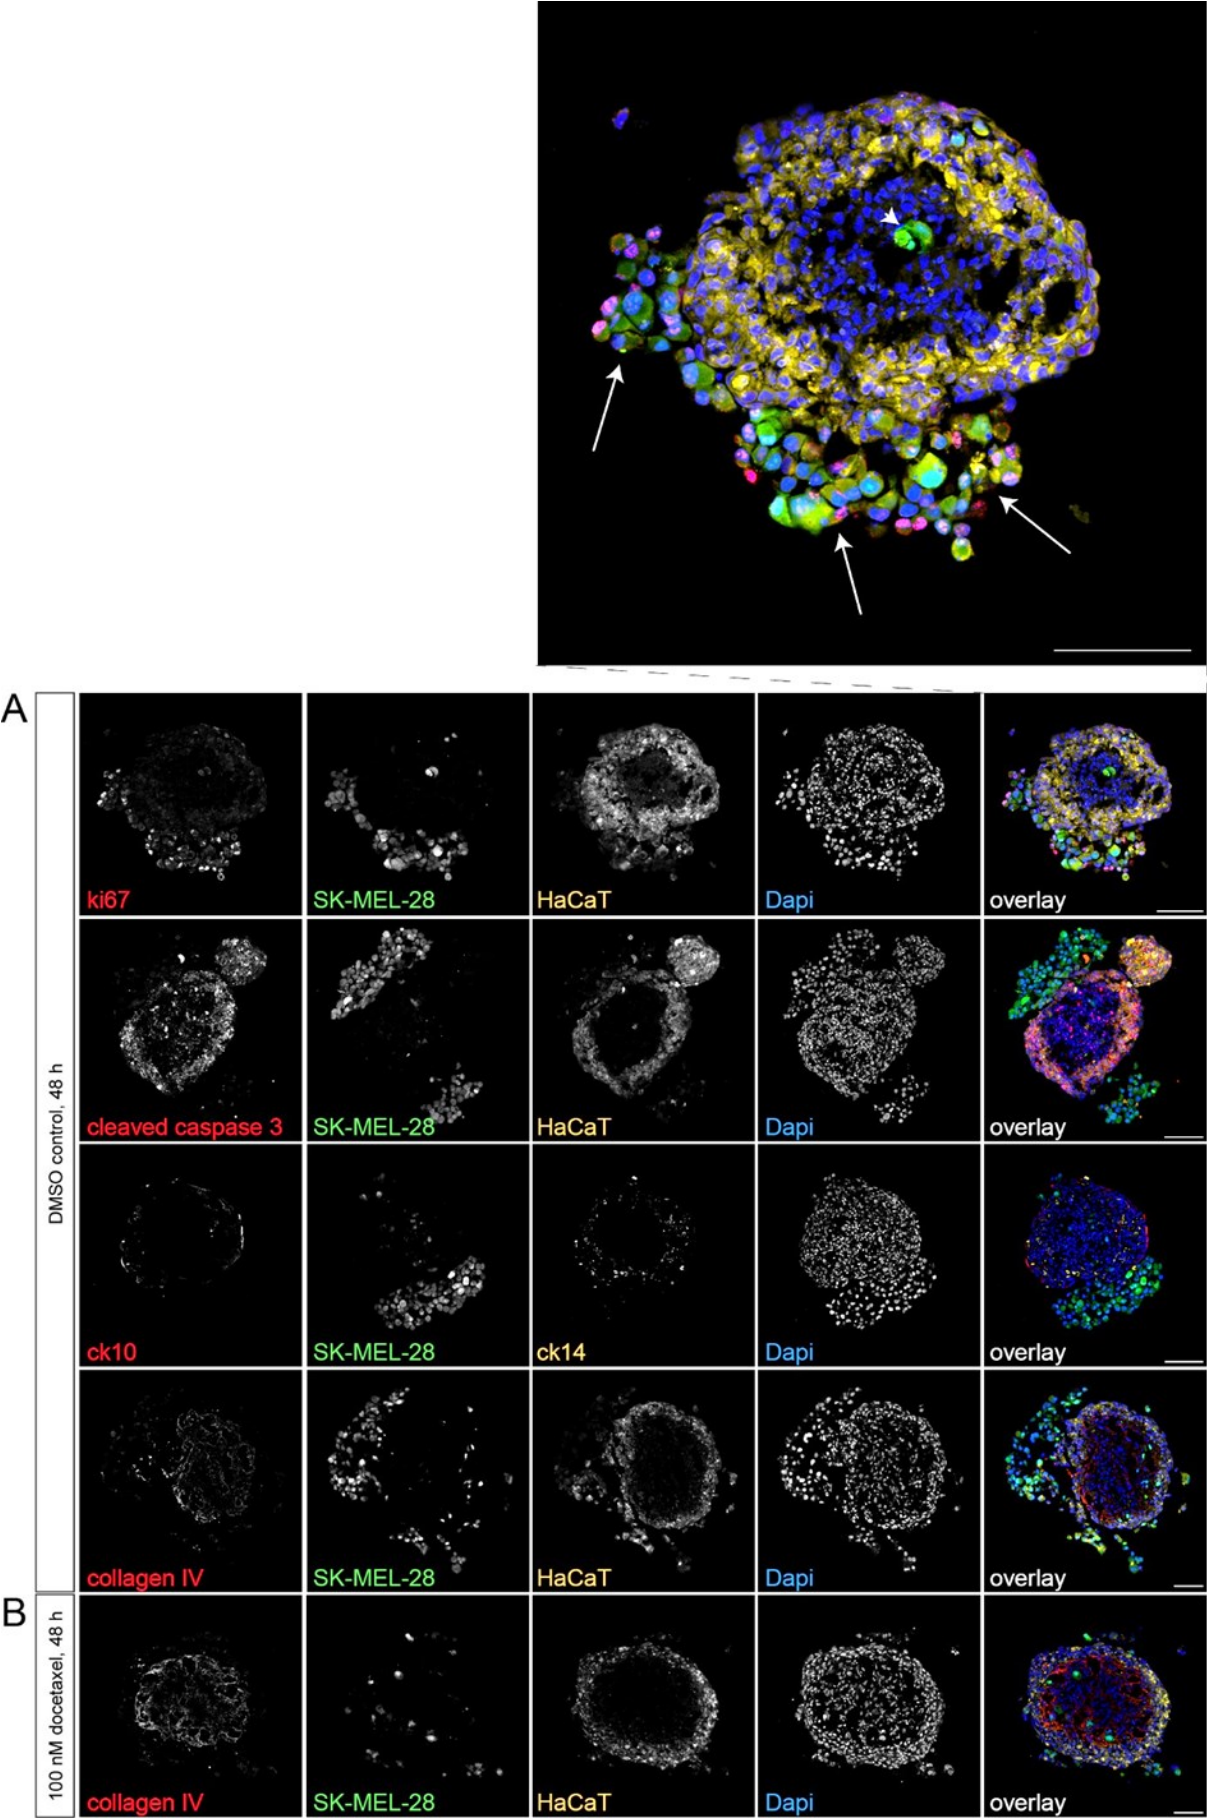 A
DMSO control, 48 h
ki67
SK-MEL-28
HaCaT
Dapi
overlay
cleaved caspase 3
SK-MEL-28
HaCaT
Dapi
overlay
ck10
SK-MEL-28
ck14
Dapi
overlay
collagen IV
SK-MEL-28
HaCaT
Dapi
overlay
B
100 nM docetaxel, 48 h
collagen IV
SK-MEL-28
HaCaT
Dapi
overlay